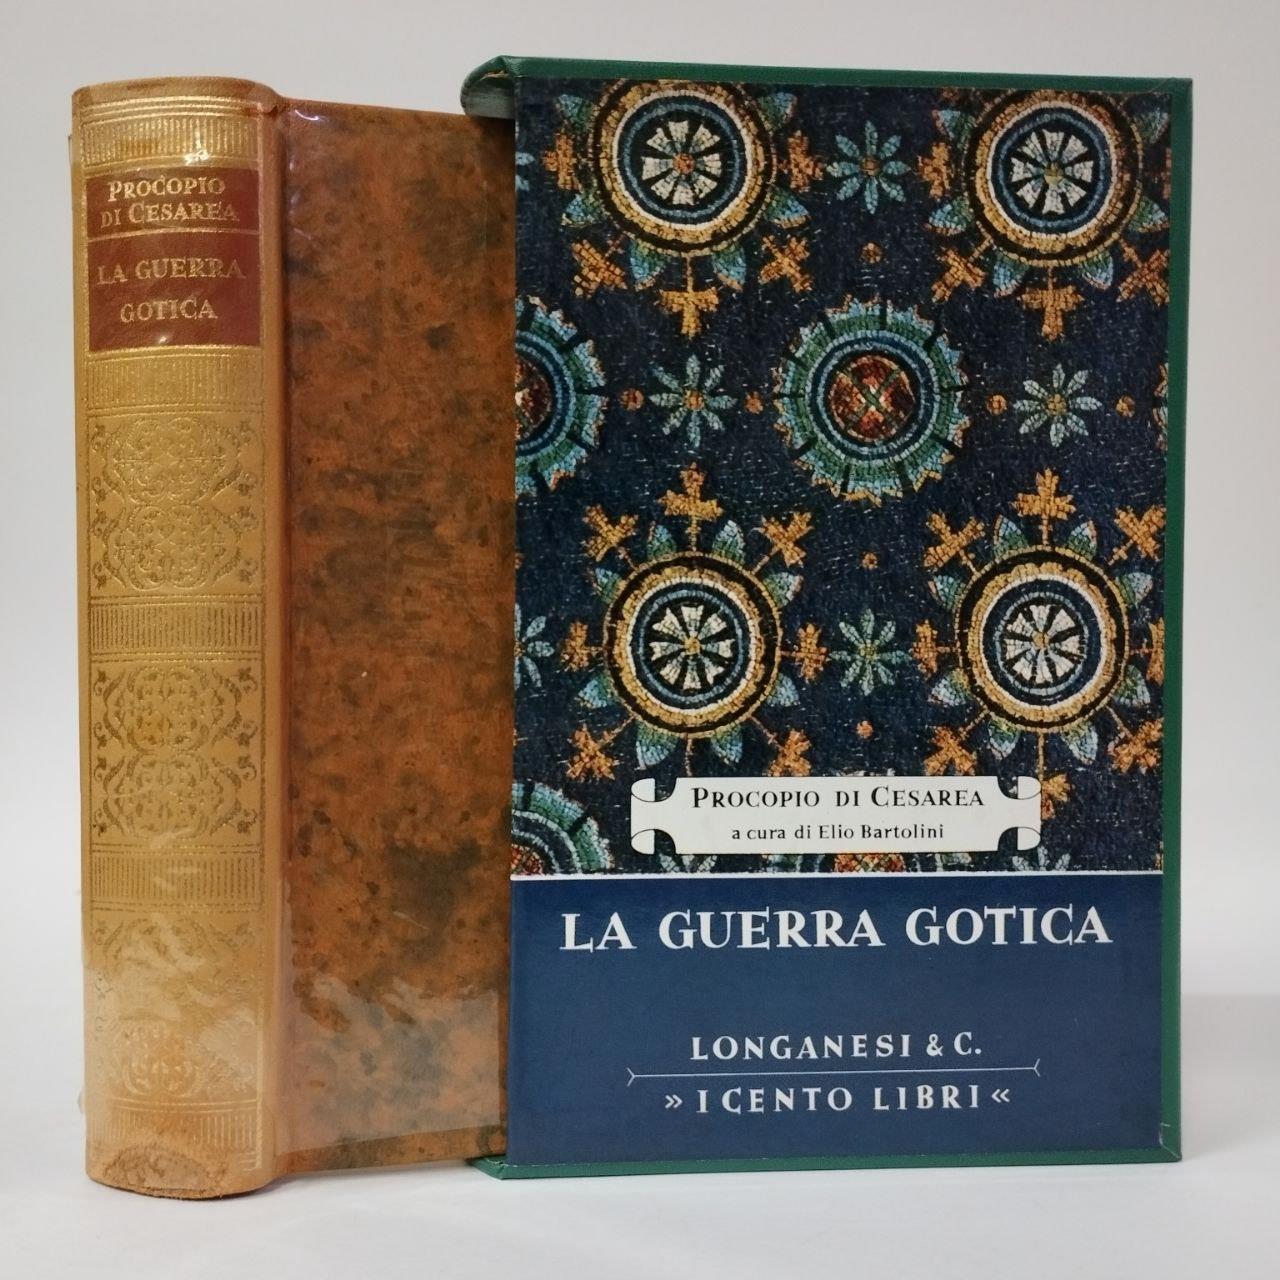 PROCOPIO
DI CESAREA
LA GUERRA
GOTICA
PROCOPIO DI CESAREA
a cura di Elio Bartolini
LA GUERRA GOTICA
LONGANESI & C.
» I CENTO LIBRI «